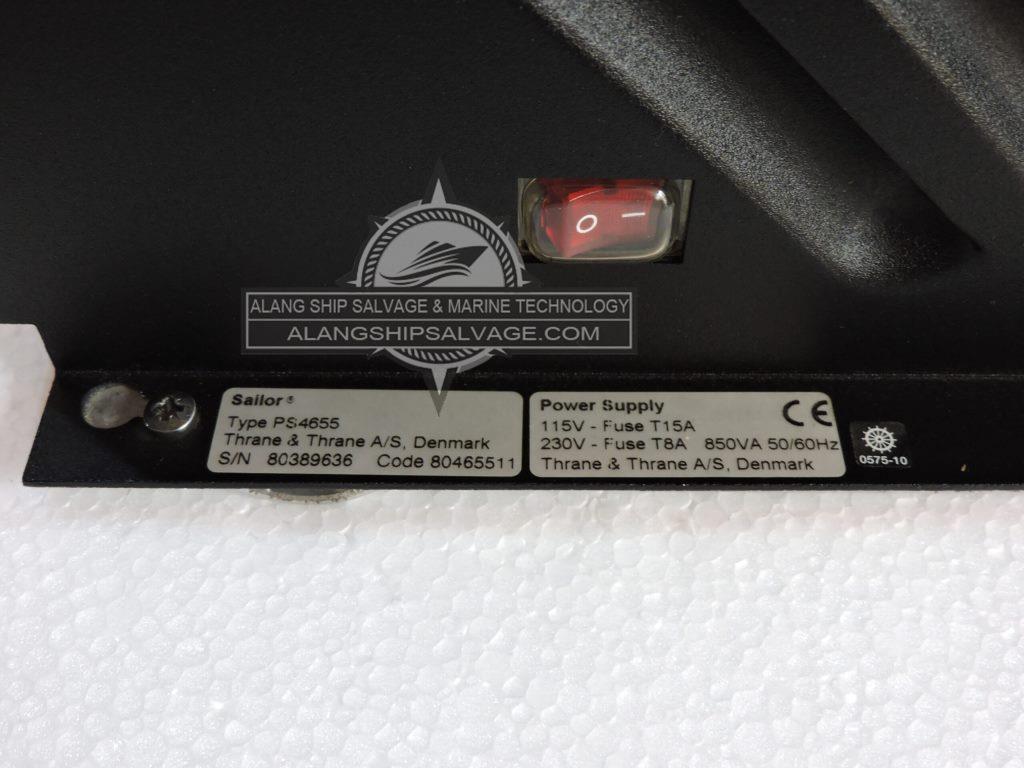 O I
ALANG SHIP SALVAGE & MARINE TECHNOLOGY
ALANGSHIPSALVAGE.COM
Sailor ®
Type PS4655
Thrane & Thrane A/S, Denmark
S/N 80389636 Code 80465511
Power Supply CE
115V - Fuse T15A
230V - Fuse T8A 850VA 50/60Hz
Thrane & Thrane A/S, Denmark
0575-10